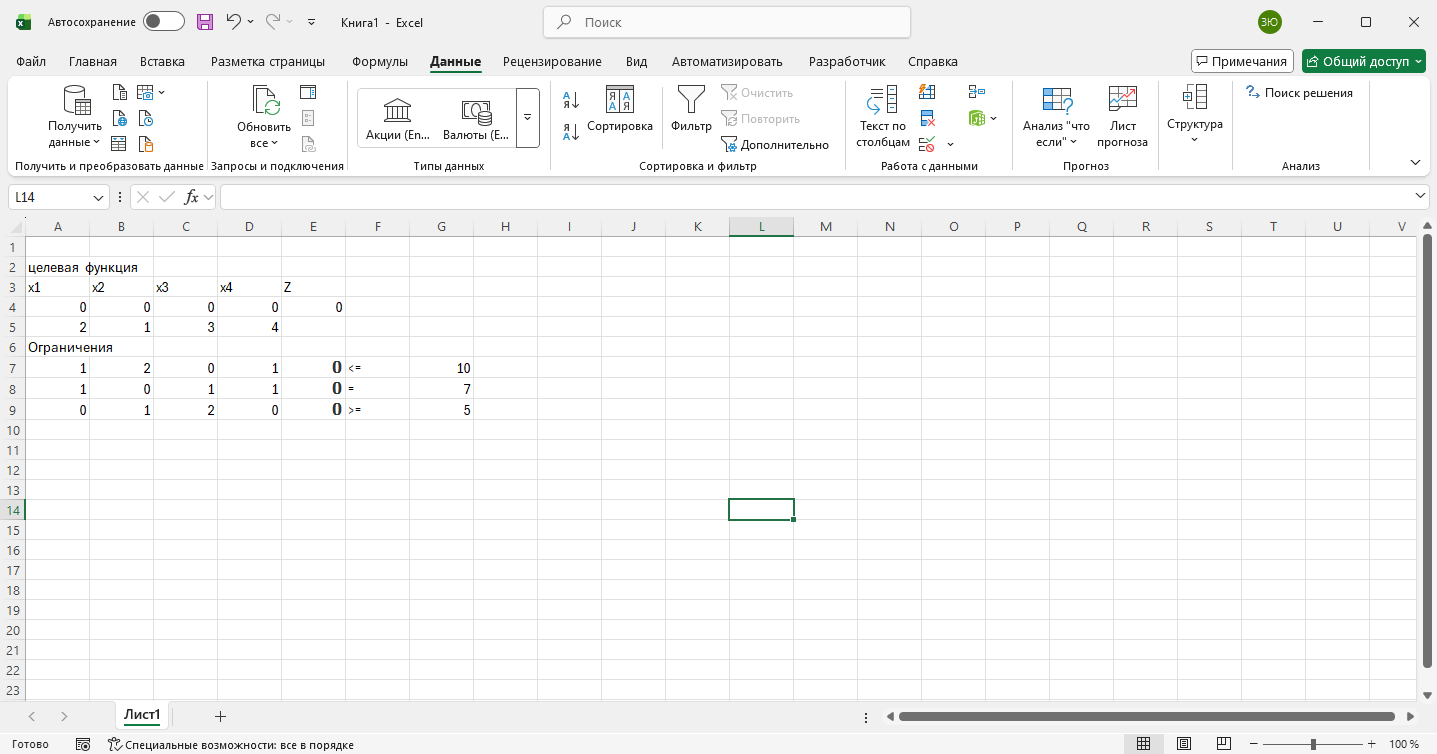 Автосохранение
Книга1 - Excel
Поиск
ЗЮ
Файл Главная Вставка Разметка страницы Формулы Данные Рецензирование Вид Автоматизировать Разработчик Справка
Примечания
Общий доступ
Получить данные
Получить и преобразовать данные
Обновить все
Запросы и подключения
Акции (En...
Валюты (E...
Типы данных
А
Я
Я
А
Я А
А Я
Сортировка
Фильтр
Очистить
Повторить
Дополнительно
Сортировка и фильтр
Текст по столбцам
Работа с данными
Анализ "что если"
Лист прогноза
Прогноз
Структура
Поиск решения
Анализ
L14
fx
A B C D E F G H I J K L M N O P Q R S T U V
1
2 целевая функция
3 x1 x2 x3 x4 Z
4 0 0 0 0 0
5 2 1 3 4
6 Ограничения
7 1 2 0 1 0 <= 10
8 1 0 1 1 0 = 7
9 0 1 2 0 0 >= 5
10
11
12
13
14
15
16
17
18
19
20
21
22
23
Лист1
Готово
Специальные возможности: все в порядке
100 %